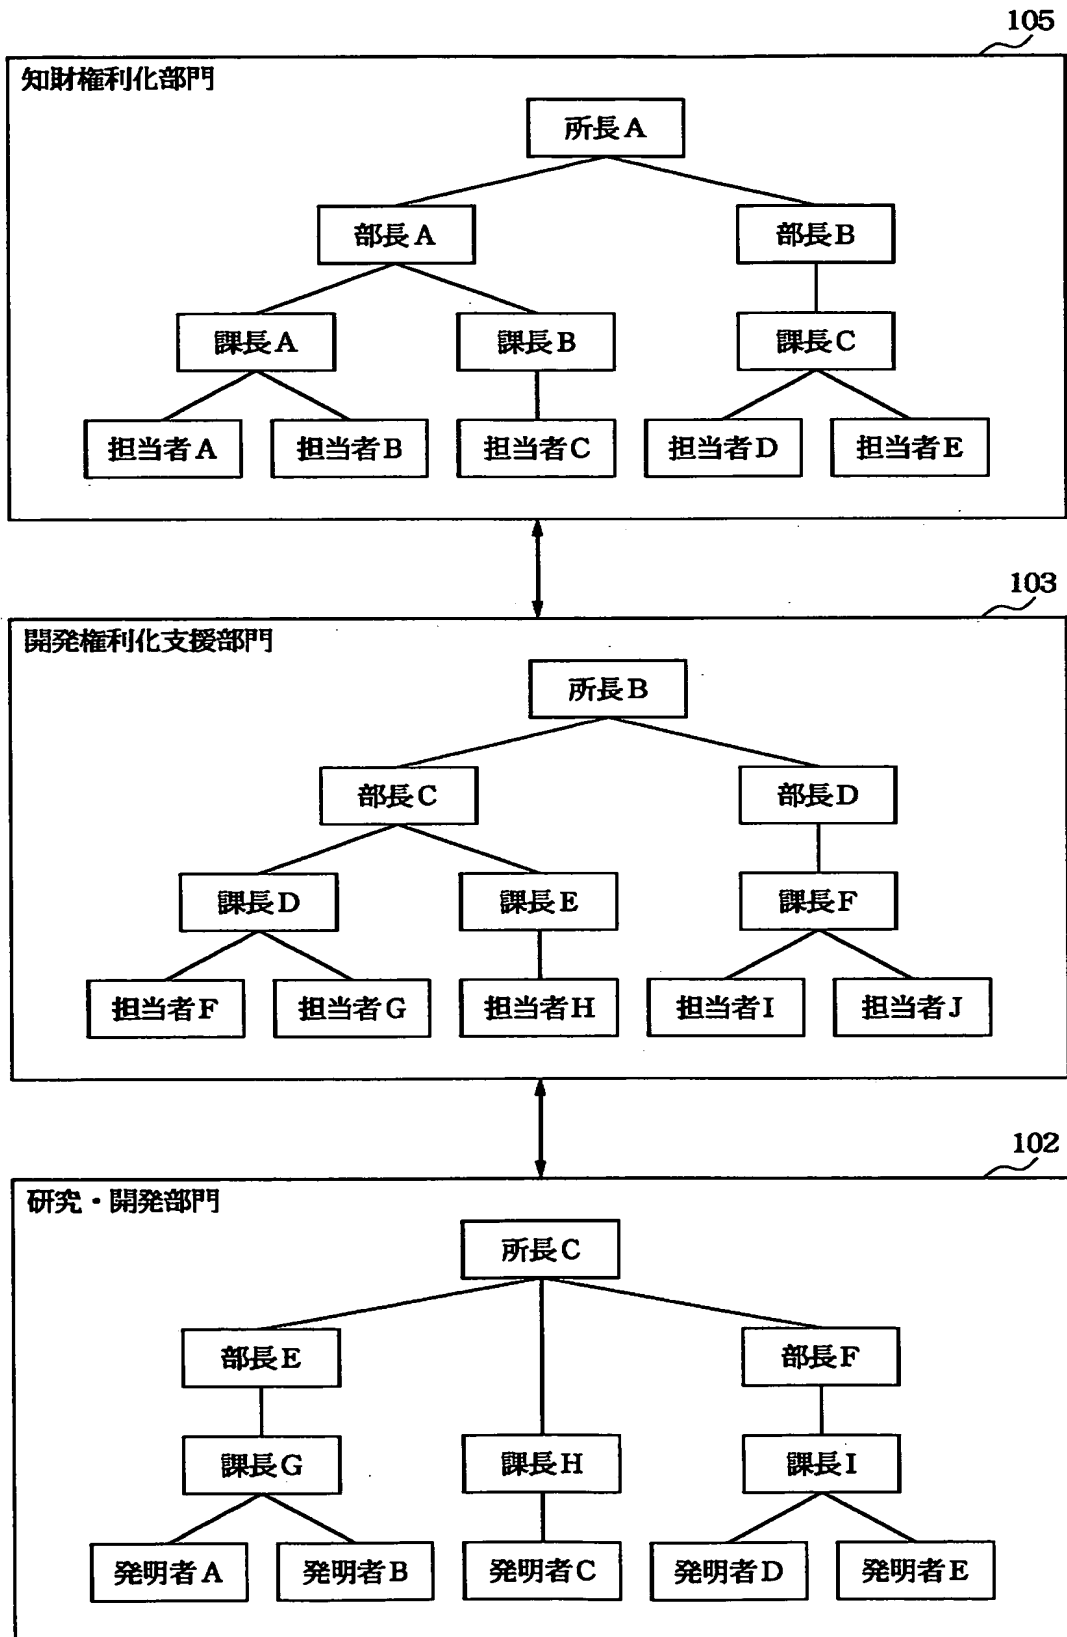 105
知財権利化部門
所長A
部長A
部長B
課長A
課長B
課長C
担当者A
担当者B
担当者C
担当者D
担当者E
103
開発権利化支援部門
所長B
部長C
部長D
課長D
課長E
課長F
担当者F
担当者G
担当者H
担当者I
担当者J
102
研究・開発部門
所長C
部長E
部長F
課長G
課長H
課長I
発明者A
発明者B
発明者C
発明者D
発明者E